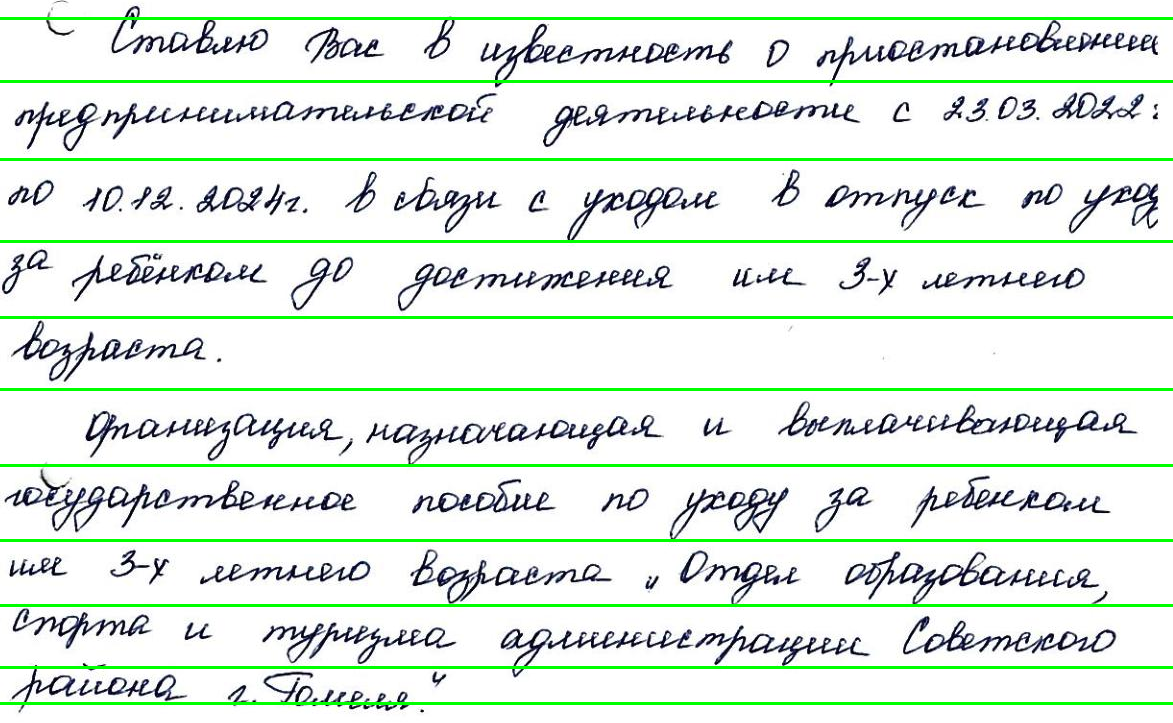 Ставлю Вас в известность о приостановлении
предпринимательской деятельности с 23.03.2022г
по 10.12.2024г. в связи с уходом в отпуск по уходу
за ребёнком до достижения им 3-х летнего
возраста.
Организация, назначающая и выплачивающая
государственное пособие по уходу за ребенком
им 3-х летнего возраста „Отдел образования,
спорта и туризма администрации Советского
района г. Гомеля."